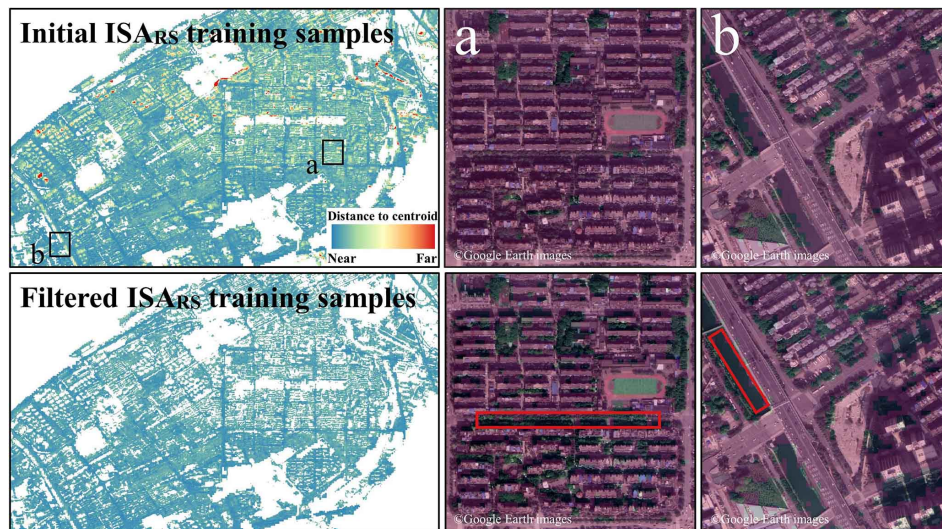 Initial ISARS training samples
a
b
a
b
Distance to centroid
Near Far
©Google Earth images
©Google Earth images
Filtered ISARS training samples
©Google Earth images
©Google Earth images